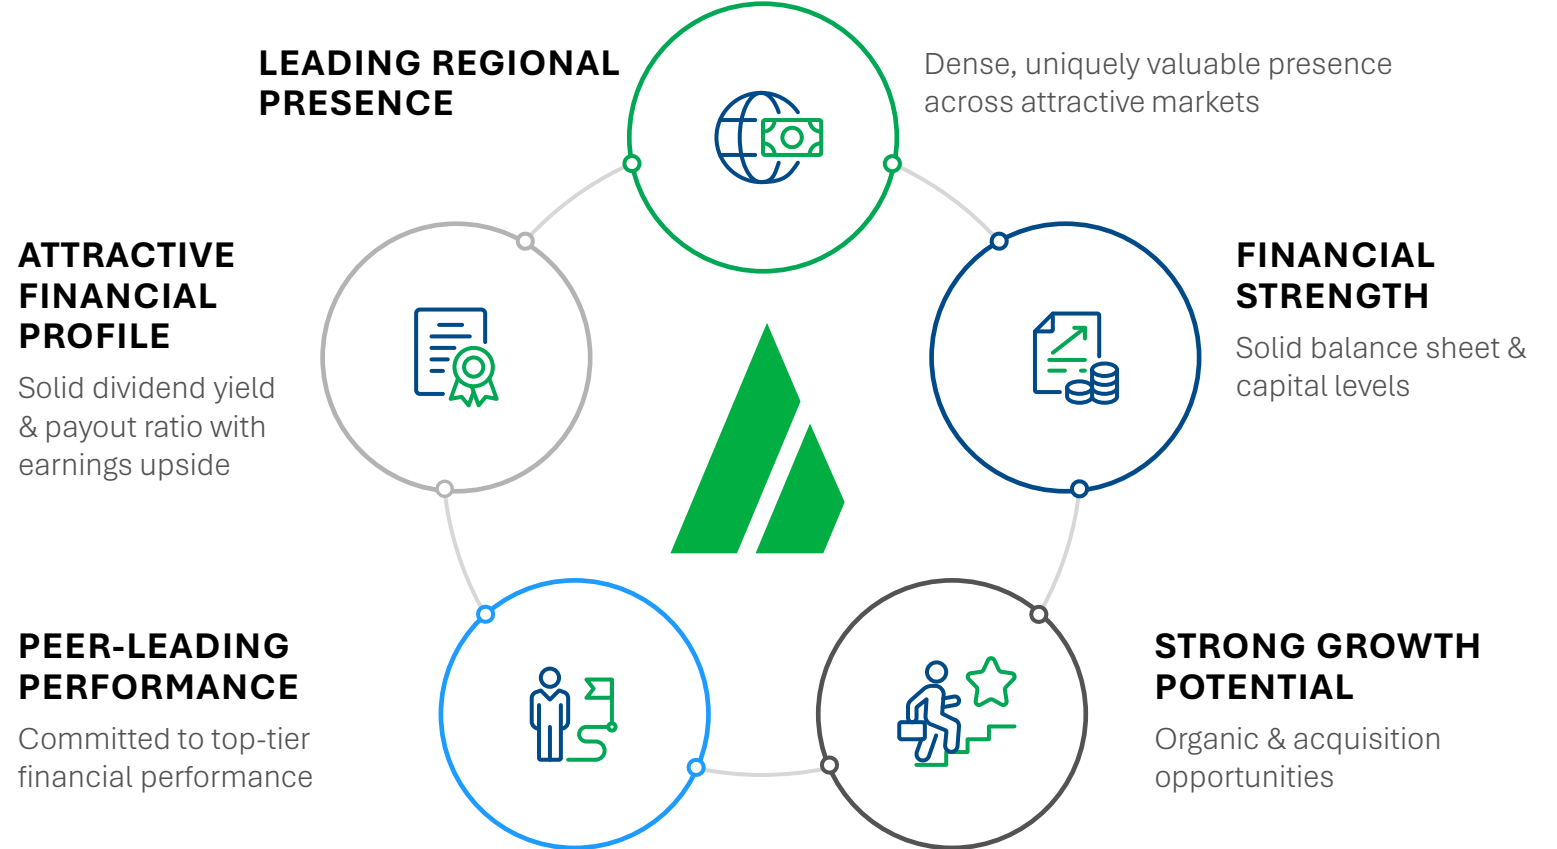 LEADING REGIONAL
PRESENCE
Dense, uniquely valuable presence
across attractive markets
ATTRACTIVE
FINANCIAL
PROFILE
Solid dividend yield
& payout ratio with
earnings upside
FINANCIAL
STRENGTH
Solid balance sheet &
capital levels
PEER-LEADING
PERFORMANCE
Committed to top-tier
financial performance
STRONG GROWTH
POTENTIAL
Organic & acquisition
opportunities